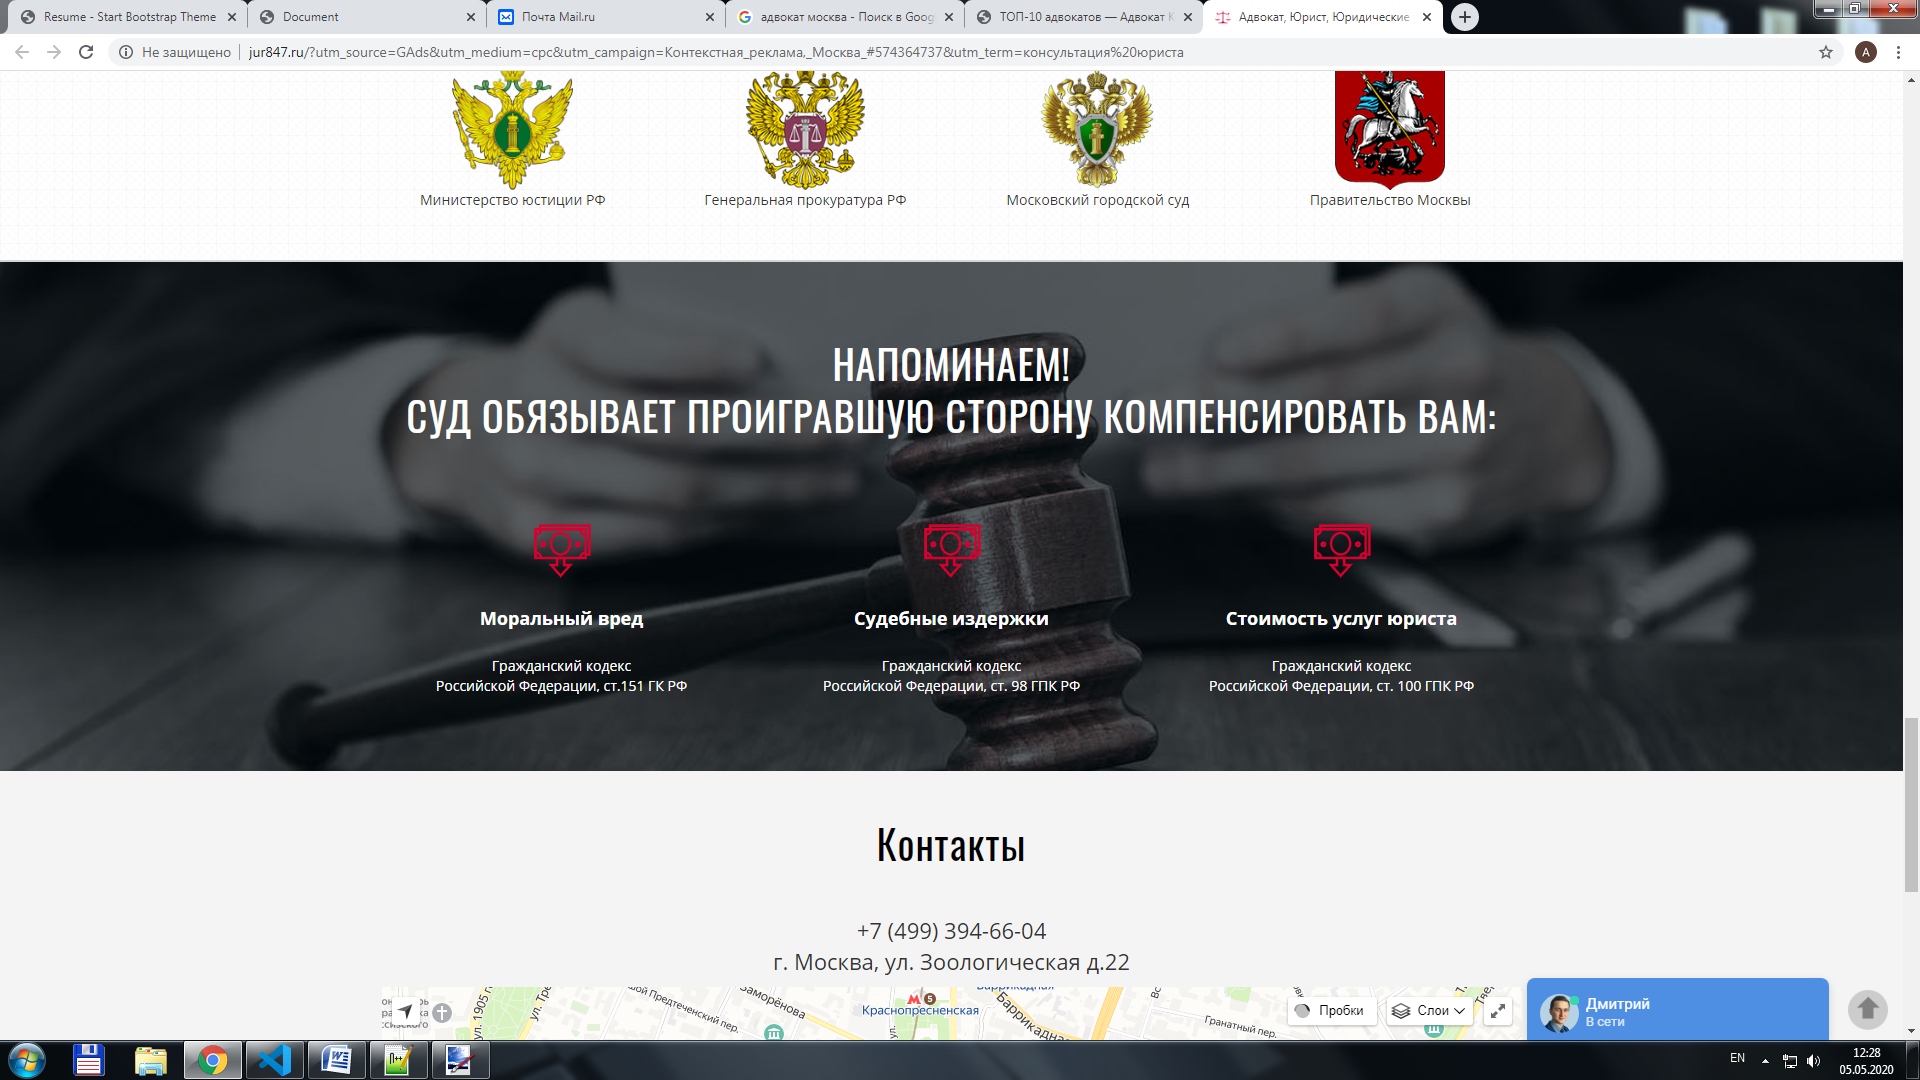 Resume - Start Bootstrap Theme
Document
Почта Mail.ru
адвокат москва - Поиск в Goog
ТОП-10 адвокатов — Адвокат К
Адвокат, Юрист, Юридические
Не защищено
jur847.ru/?utm_source=GAds&utm_medium=cpc&utm_campaign=Контекстная_реклама,_Москва_#574364737&utm_term=консультация%20юриста
A
Министерство юстиции РФ
Генеральная прокуратура РФ
Московский городской суд
Правительство Москвы
НАПОМИНАЕМ!
СУД ОБЯЗЫВАЕТ ПРОИГРАВШУЮ СТОРОНУ КОМПЕНСИРОВАТЬ ВАМ:
Моральный вред
Судебные издержки
Стоимость услуг юриста
Гражданский кодекс
Российской Федерации, ст.151 ГК РФ
Гражданский кодекс
Российской Федерации, ст. 98 ГПК РФ
Гражданский кодекс
Российской Федерации, ст. 100 ГПК РФ
Контакты
+7 (499) 394-66-04
г. Москва, ул. Зоологическая д.22
ул. 1905 г
ул. Тре
вой Предтеченский пер.
Заморёнова
5
Краснопресненская
ул.
Баррикадная
Баррикадная
Гранатный пер.
Твер
Пробки
Слои
Дмитрий
В сети
EN
12:28
05.05.2020